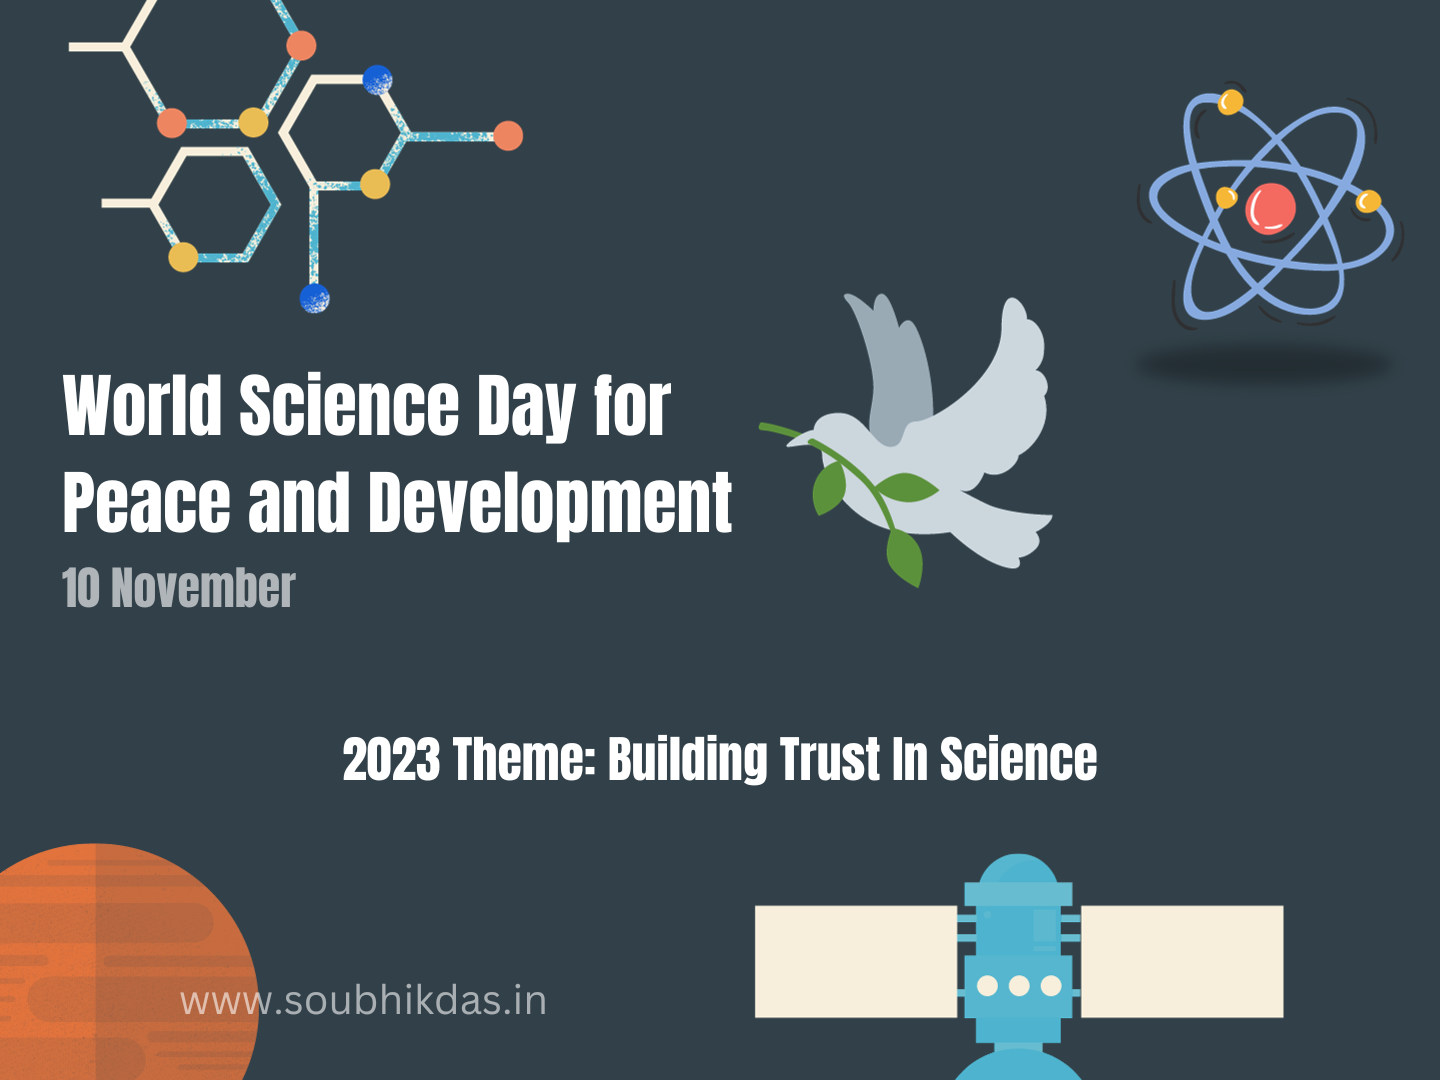 World Science Day for
Peace and Development
10 November
2023 Theme: Building Trust In Science
www.soubhikdas.in